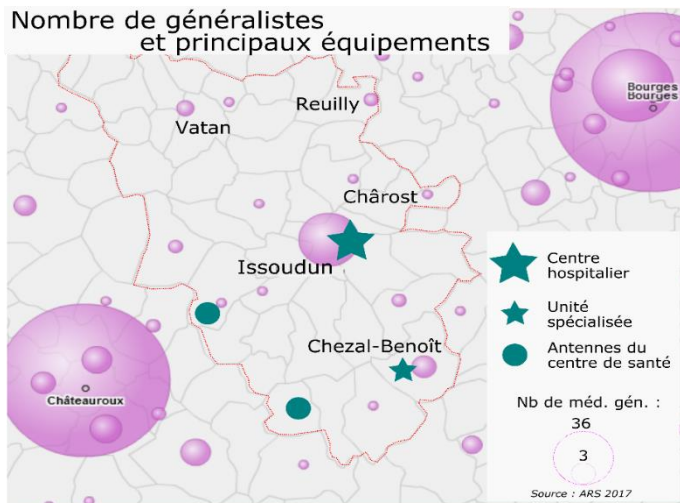 Nombre de généralistes
et principaux équipements
Bourges
Bourges
Reuilly
Vatan
Chârost
Issoudun
Centre
hospitalier
Unité
spécialisée
Chezal-Benoît
Antennes du
centre de santé
Châteauroux
Nb de méd. gén. :
36
3
Source : ARS 2017